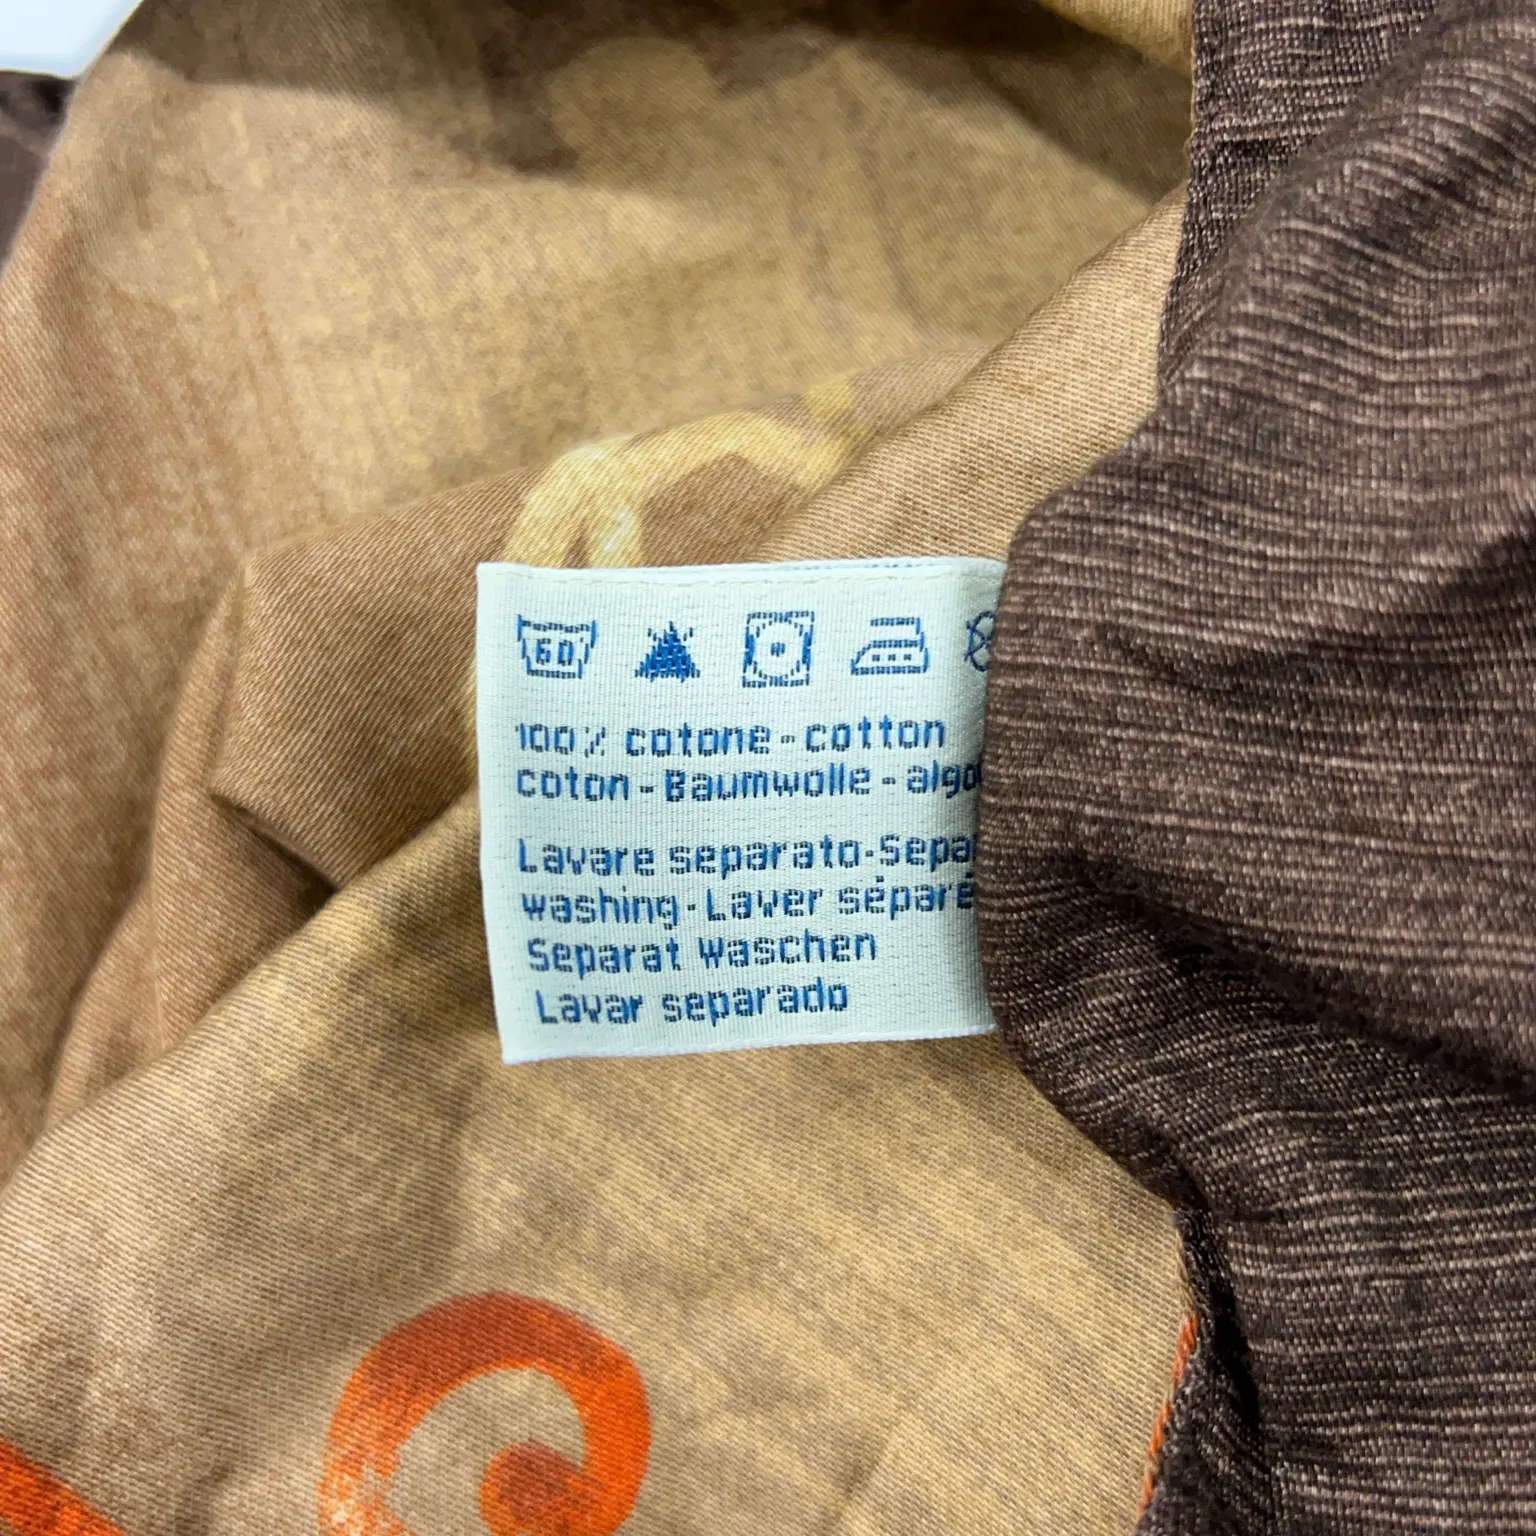 60
100% cotone - cotton
coton - Baumwolle - algo
Lavare separato - Separ
washing - Laver séparé
Separat Waschen
Lavar separado